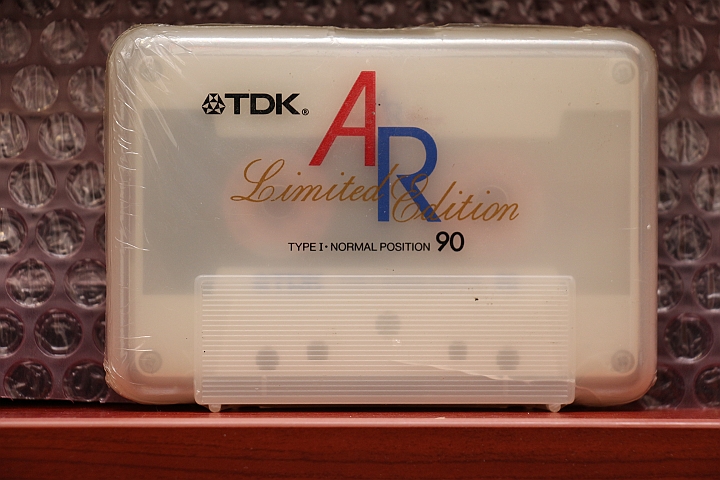 TDK®
AR
Limited Edition
TYPE I • NORMAL POSITION 90